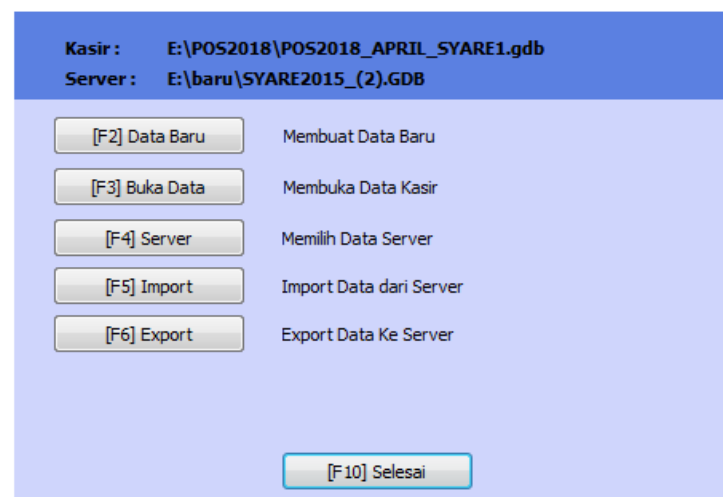 Kasir : E:\POS2018\POS2018_APRIL_SYARE1.gdb
Server : E:\baru\SYARE2015_(2).GDB
[F2] Data Baru Membuat Data Baru
[F3] Buka Data Membuka Data Kasir
[F4] Server Memilih Data Server
[F5] Import Import Data dari Server
[F6] Export Export Data Ke Server
[F10] Selesai